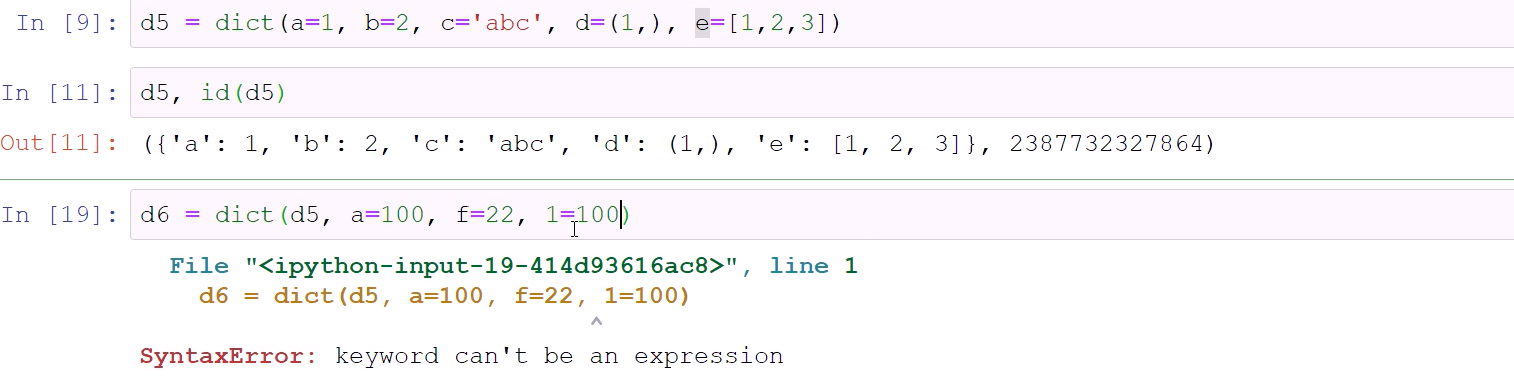 In [9]: d5 = dict(a=1, b=2, c='abc', d=(1,), e=[1,2,3])
In [11]: d5, id(d5)
Out[11]: ({'a': 1, 'b': 2, 'c': 'abc', 'd': (1,), 'e': [1, 2, 3]}, 2387732327864)
In [19]: d6 = dict(d5, a=100, f=22, 1=100)
File "<ipython-input-19-414d93616ac8>", line 1
d6 = dict(d5, a=100, f=22, 1=100)
^
SyntaxError: keyword can't be an expression